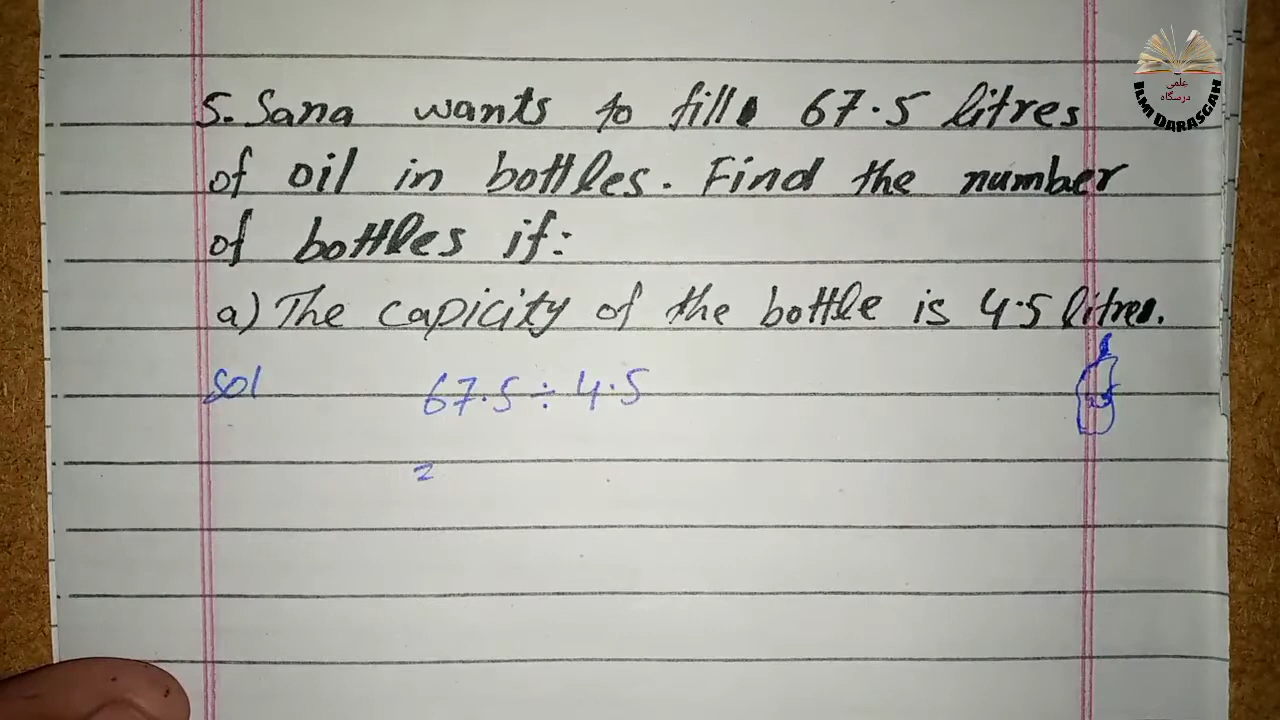 5. Sana wants to fill 67.5 litres
of oil in bottles. Find the number
of bottles if:
a) The capicity of the bottle is 4.5 litres.
sol 67.5 ÷ 4.5
=
علمی
درسگاہ
ILM DARASGAH